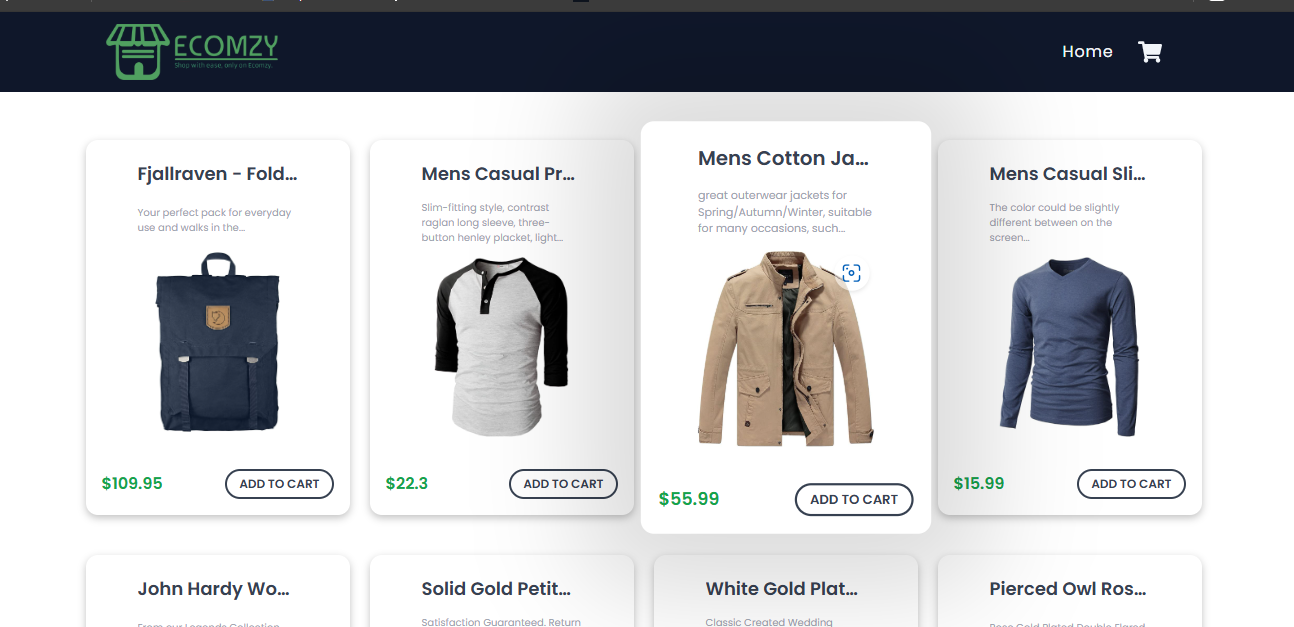 ECOMZY
Shop with ease, only on Ecomzy.
Home
Fjallraven - Fold...
Your perfect pack for everyday
use and walks in the...
$109.95
ADD TO CART
Mens Casual Pr...
Slim-fitting style, contrast
raglan long sleeve, three-
button henley placket, light...
$22.3
ADD TO CART
Mens Cotton Ja...
great outerwear jackets for
Spring/Autumn/Winter, suitable
for many occasions, such...
$55.99
ADD TO CART
Mens Casual Sli...
The color could be slightly
different between on the
screen...
$15.99
ADD TO CART
John Hardy Wo...
From our Legends Collection,
Solid Gold Petit...
Satisfaction Guaranteed. Return
White Gold Plat...
Classic Created Wedding
Pierced Owl Ros...
Rose Gold Plated Double Flared